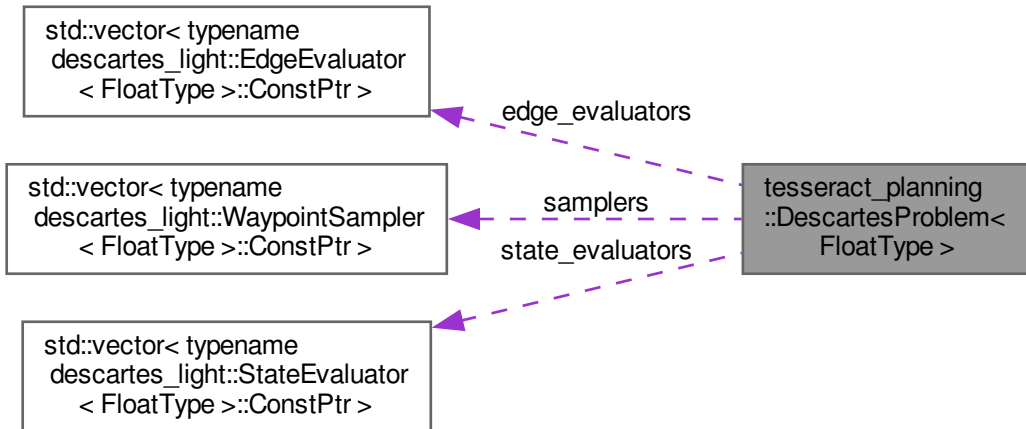 std::vector< typename
descartes_light::EdgeEvaluator
< FloatType >::ConstPtr >
edge_evaluators
std::vector< typename
descartes_light::WaypointSampler
< FloatType >::ConstPtr >
samplers
tesseract_planning
::DescartesProblem<
FloatType >
state_evaluators
std::vector< typename
descartes_light::StateEvaluator
< FloatType >::ConstPtr >